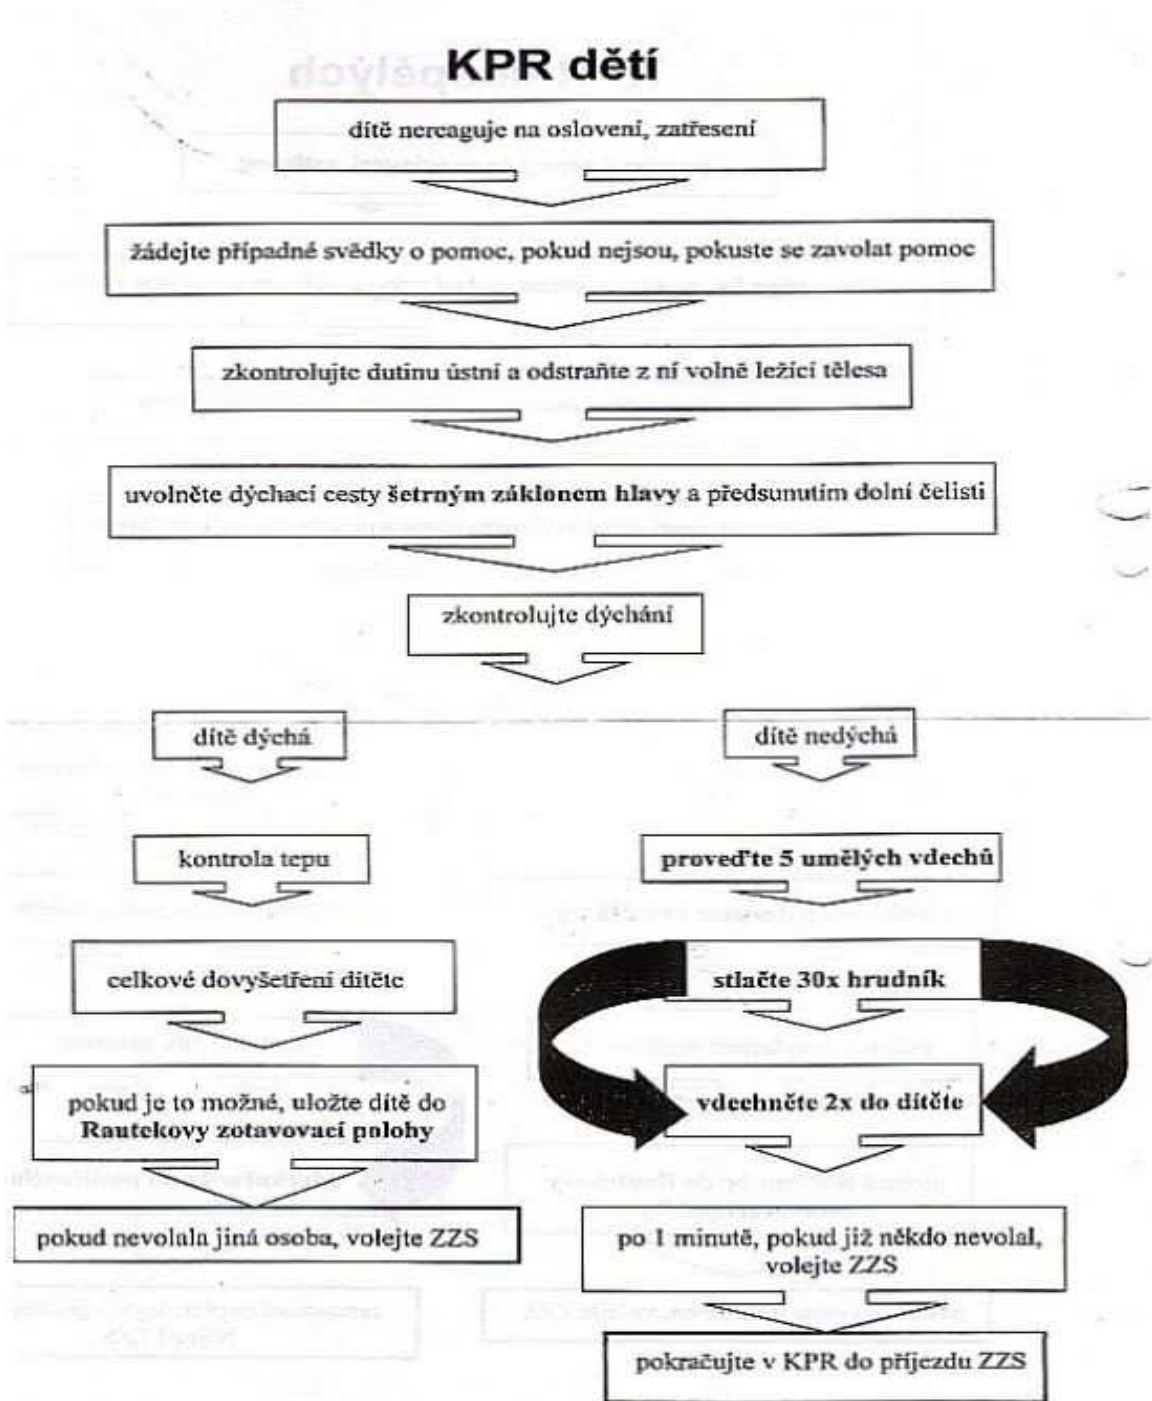 KPR dětí
dítě nereaguje na oslovení, zatřesení
žádejte případné svědky o pomoc, pokud nejsou, pokuste se zavolat pomoc
zkontrolujte dutinu ústní a odstraňte z ní volně ležící tělesa
uvolněte dýchací cesty šetrným záklonem hlavy a předsunutím dolní čelisti
zkontrolujte dýchání
dítě dýchá
dítě nedýchá
kontrola tepu
proveďte 5 umělých vdechů
celkové dovyšetření dítěte
stlačte 30x hrudník
pokud je to možné, uložte dítě do
Rautekovy zotavovací polohy
vdechněte 2x do dítěte
pokud nevolala jiná osoba, volejte ZZS
po 1 minutě, pokud již někdo nevolal,
volejte ZZS
pokračujte v KPR do příjezdu ZZS